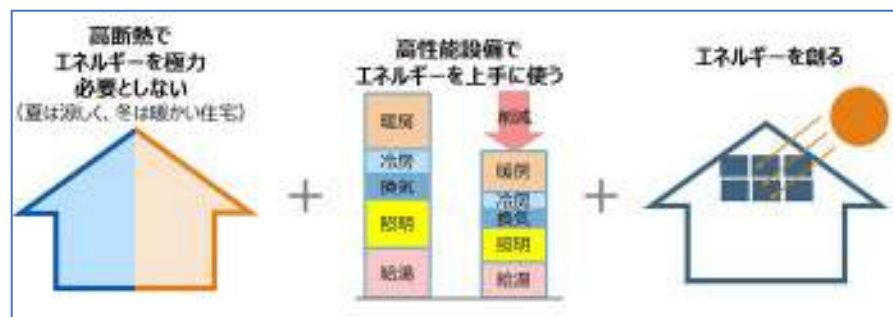 高断熱で
エネルギーを極力
必要としない
（夏は涼しく、冬は暖かい住宅）
高性能設備で
エネルギーを上手に使う
暖房
冷房
換気
照明
給湯
削減
暖房
冷房
換気
照明
給湯
エネルギーを創る